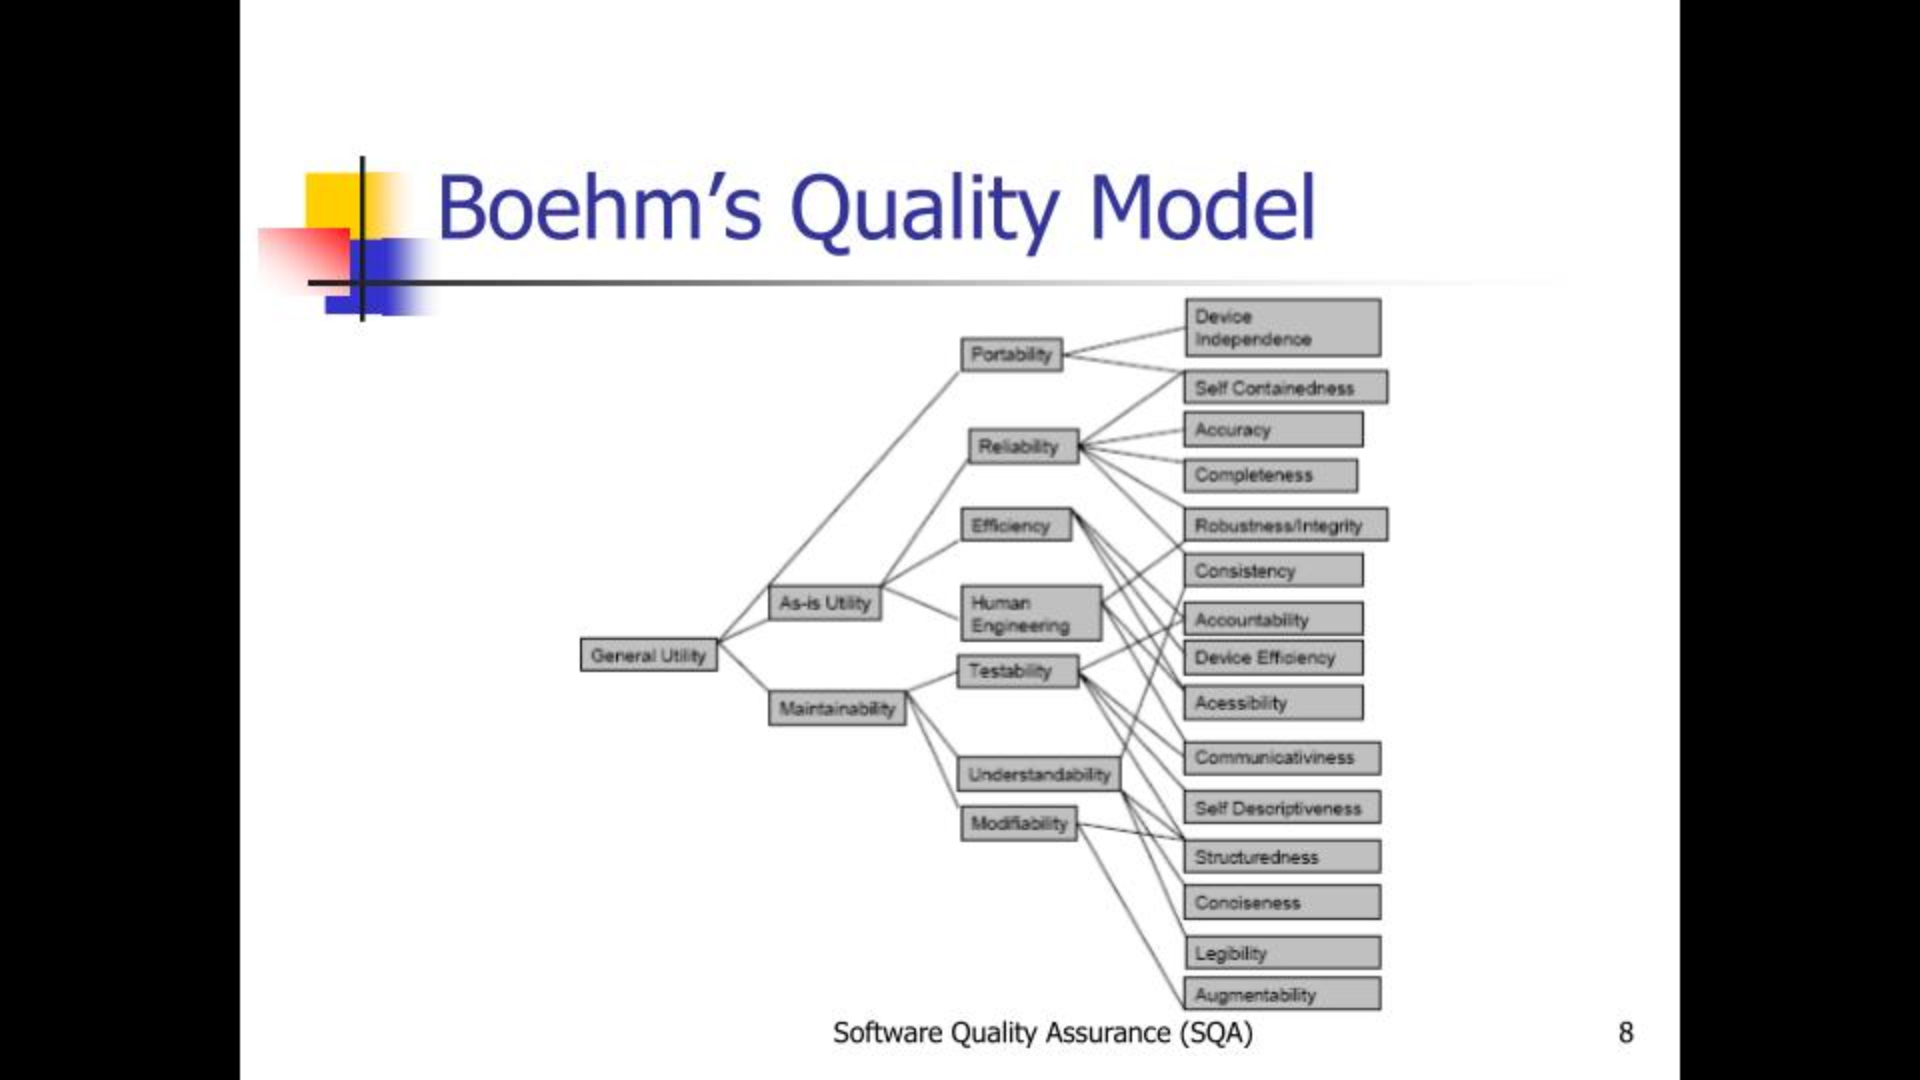 Boehm’s Quality Model
Device
Independence
Portability
Self Containedness
Accuracy
Reliability
Completeness
Efficiency
Robustness/Integrity
Consistency
As-is Utility
Human
Engineering
Accountability
General Utility
Device Efficiency
Testability
Acessibility
Maintainability
Communicativiness
Understandability
Self Descriptiveness
Modifiability
Structuredness
Conciseness
Legibility
Augmentability
Software Quality Assurance (SQA)
8